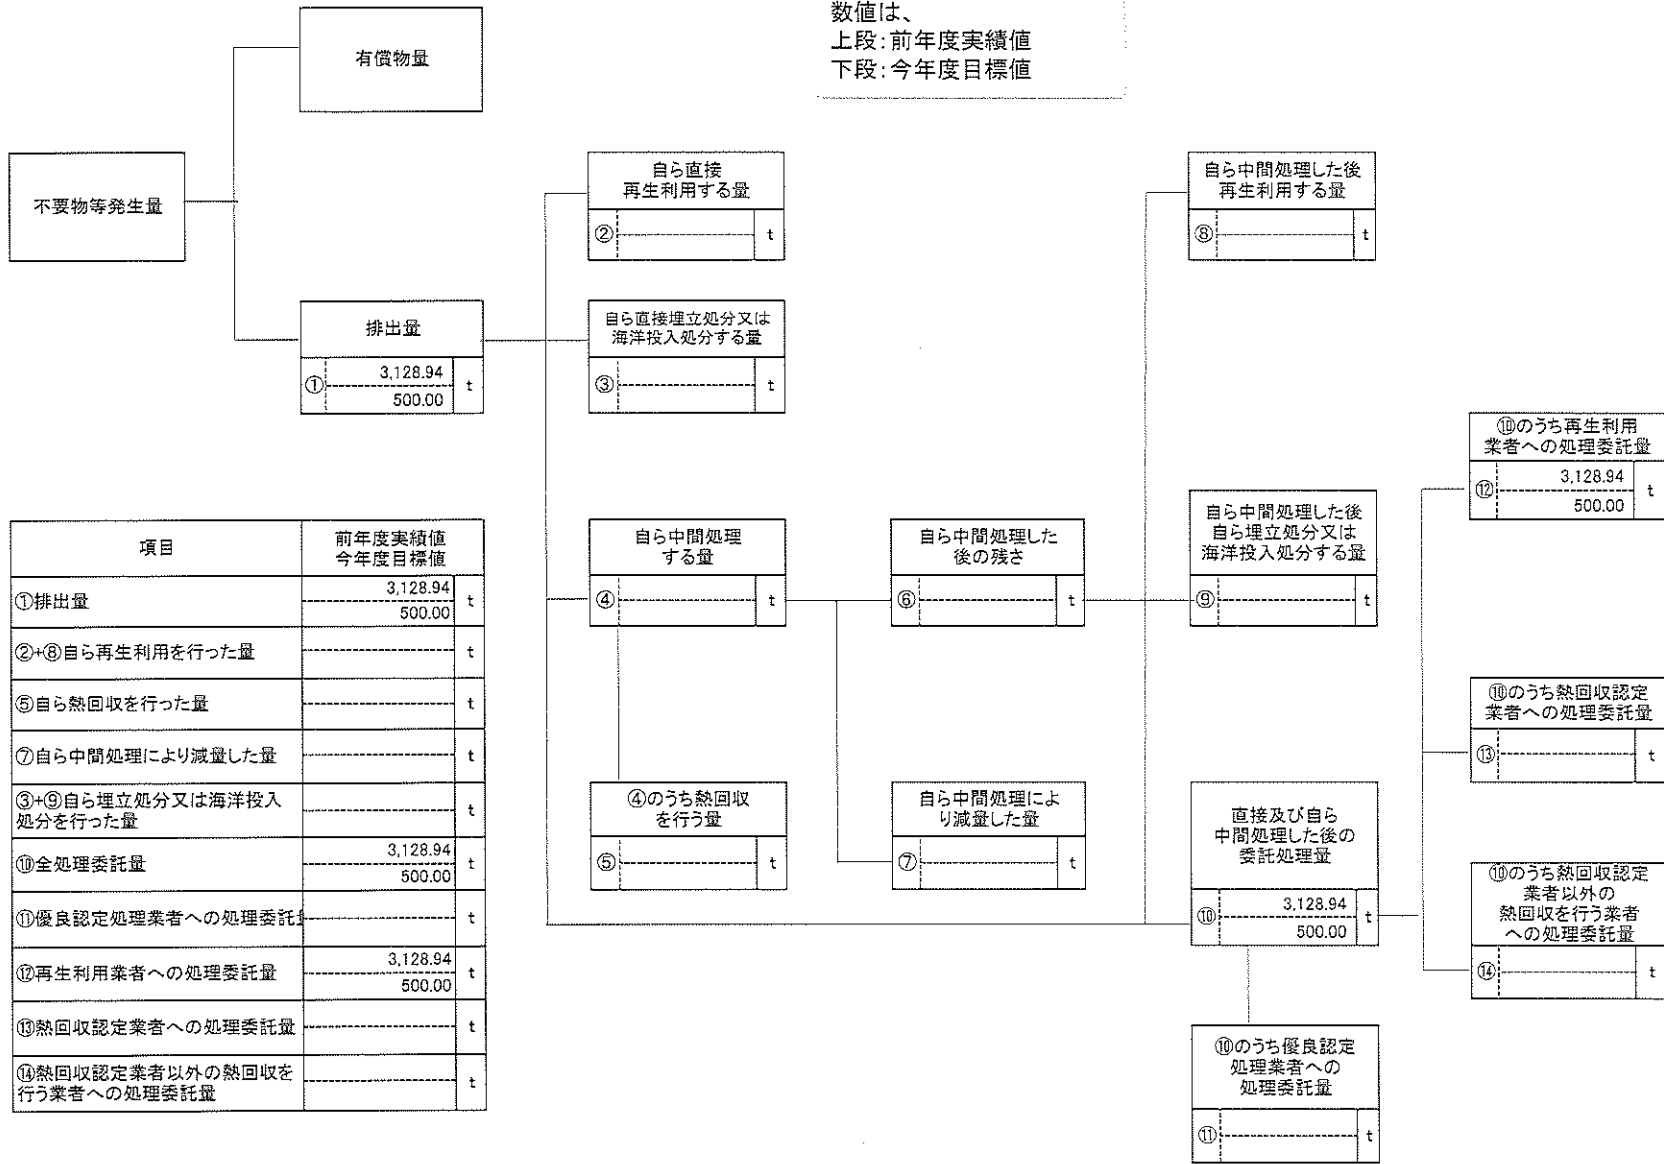 数値は、
上段:前年度実績値
下段:今年度目標値
有償物量
不要物等発生量
排出量
① 3,128.94 t
500.00
自ら直接
再生利用する量
② t
自ら直接埋立処分又は
海洋投入処分する量
③ t
自ら中間処理
する量
④ t
④のうち熱回収
を行う量
⑤ t
自ら中間処理した
後の残さ
⑥ t
自ら中間処理によ
り減量した量
⑦ t
自ら中間処理した後
再生利用する量
⑧ t
自ら中間処理した後
自ら埋立処分又は
海洋投入処分する量
⑨ t
直接及び自ら
中間処理した後の
委託処理量
⑩ 3,128.94 t
500.00
⑩のうち優良認定
処理業者への
処理委託量
⑪ t
⑩のうち再生利用
業者への処理委託量
⑫ 3,128.94 t
500.00
⑩のうち熱回収認定
業者への処理委託量
⑬ t
⑩のうち熱回収認定
業者以外の
熱回収を行う業者
への処理委託量
⑭ t
項目 前年度実績値
今年度目標値
①排出量 3,128.94 t
500.00
②+⑧自ら再生利用を行った量 t
⑤自ら熱回収を行った量 t
⑦自ら中間処理により減量した量 t
③+⑨自ら埋立処分又は海洋投入
処分を行った量 t
⑩全処理委託量 3,128.94 t
500.00
⑪優良認定処理業者への処理委託 t
⑫再生利用業者への処理委託量 3,128.94 t
500.00
⑬熱回収認定業者への処理委託量 t
⑭熱回収認定業者以外の熱回収を
行う業者への処理委託量 t